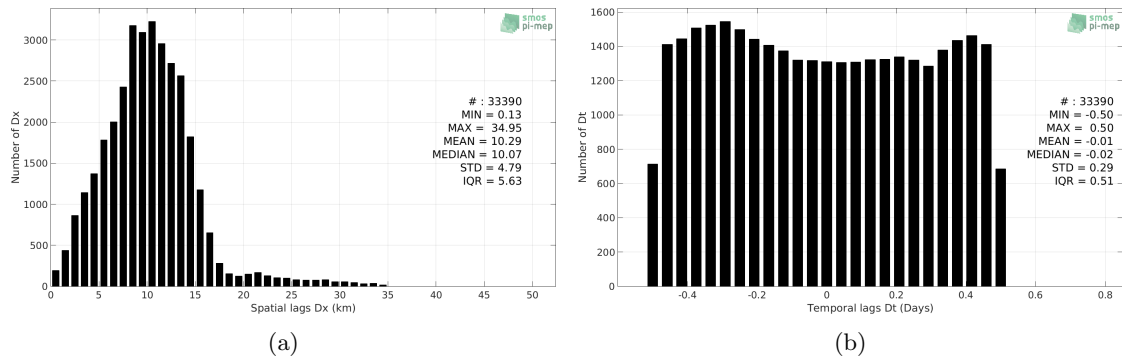 smos
pi-mep
3000
2500
2000
1500
1000
500
0
Number of Dx
# : 33390
MIN = 0.13
MAX = 34.95
MEAN = 10.29
MEDIAN = 10.07
STD = 4.79
IQR = 5.63
0 5 10 15 20 25 30 35 40 45 50
Spatial lags Dx (km)
(a)
smos
pi-mep
1600
1400
1200
1000
800
600
400
200
0
Number of Dt
# : 33390
MIN = -0.50
MAX = 0.50
MEAN = -0.01
MEDIAN = -0.02
STD = 0.29
IQR = 0.51
-0.4 -0.2 0 0.2 0.4 0.6 0.8
Temporal lags Dt (Days)
(b)